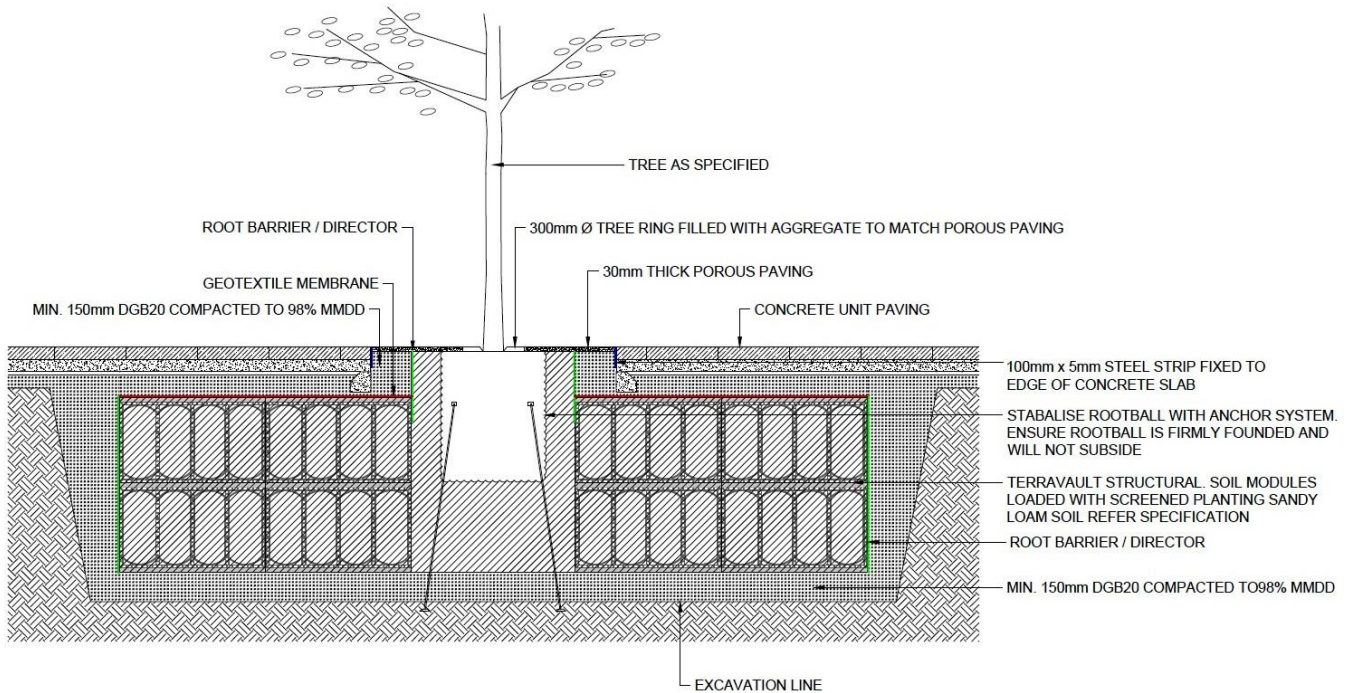 TREE AS SPECIFIED
ROOT BARRIER / DIRECTOR
300mm Ø TREE RING FILLED WITH AGGREGATE TO MATCH POROUS PAVING
GEOTEXTILE MEMBRANE
30mm THICK POROUS PAVING
MIN. 150mm DGB20 COMPACTED TO 98% MMDD
CONCRETE UNIT PAVING
100mm x 5mm STEEL STRIP FIXED TO
EDGE OF CONCRETE SLAB
STABALISE ROOTBALL WITH ANCHOR SYSTEM.
ENSURE ROOTBALL IS FIRMLY FOUNDED AND
WILL NOT SUBSIDE
TERRAVAULT STRUCTURAL. SOIL MODULES
LOADED WITH SCREENED PLANTING SANDY
LOAM SOIL REFER SPECIFICATION
ROOT BARRIER / DIRECTOR
MIN. 150mm DGB20 COMPACTED TO98% MMDD
EXCAVATION LINE